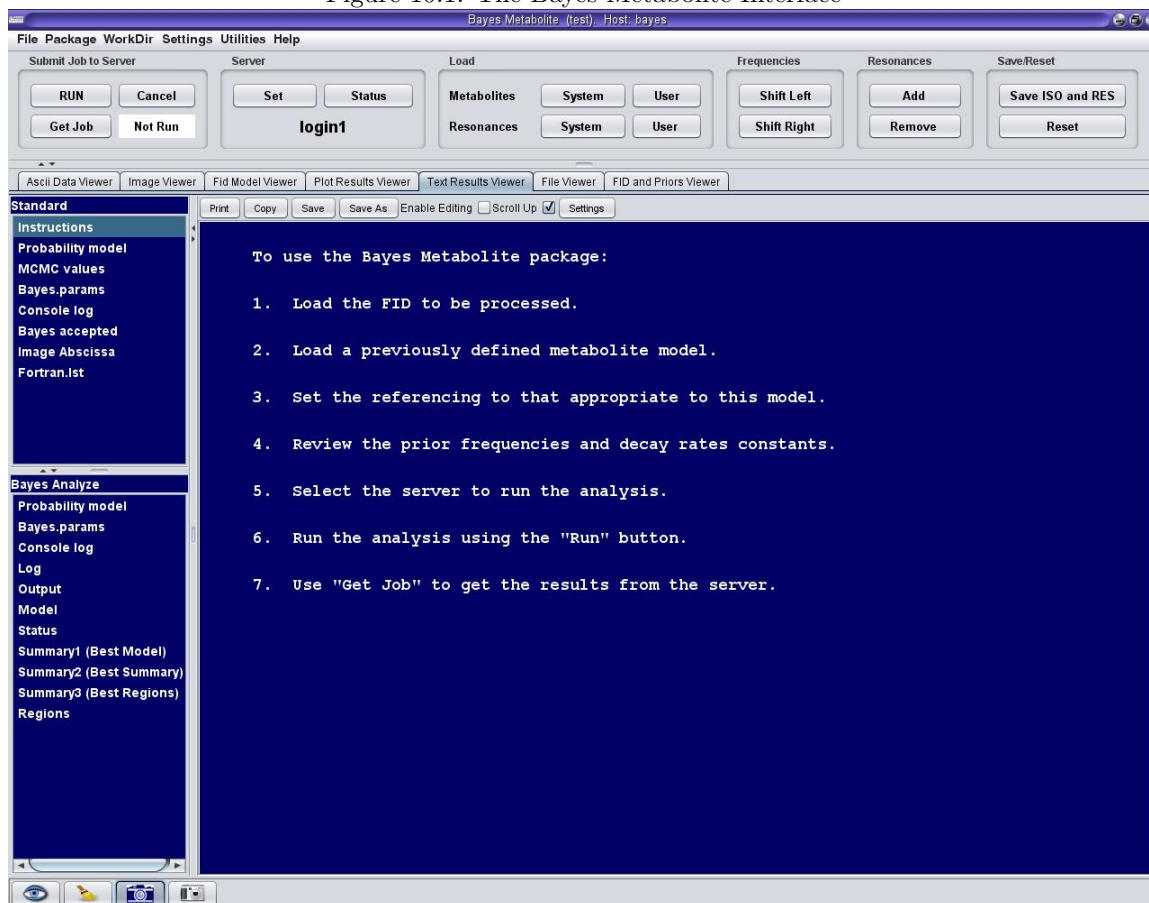 Figure 16.1: The Bayes Metabolite Interface
Bayes Metabolite (test), Host: bayes
File Package WorkDir Settings Utilities Help
Submit Job to Server
RUN Cancel
Get Job Not Run
Server
Set Status
login1
Load
Metabolites System User
Resonances System User
Frequencies
Shift Left
Shift Right
Resonances
Add
Remove
Save/Reset
Save ISO and RES
Reset
Ascii Data Viewer Image Viewer Fid Model Viewer Plot Results Viewer Text Results Viewer File Viewer FID and Priors Viewer
Standard
Instructions
Probability model
MCMC values
Bayes.params
Console log
Bayes accepted
Image Abscissa
Fortran.lst
Bayes Analyze
Probability model
Bayes.params
Console log
Log
Output
Model
Status
Summary1 (Best Model)
Summary2 (Best Summary)
Summary3 (Best Regions)
Regions
Print Copy Save Save As Enable Editing Scroll Up Settings
To use the Bayes Metabolite package:
1. Load the FID to be processed.
2. Load a previously defined metabolite model.
3. Set the referencing to that appropriate to this model.
4. Review the prior frequencies and decay rates constants.
5. Select the server to run the analysis.
6. Run the analysis using the "Run" button.
7. Use "Get Job" to get the results from the server.